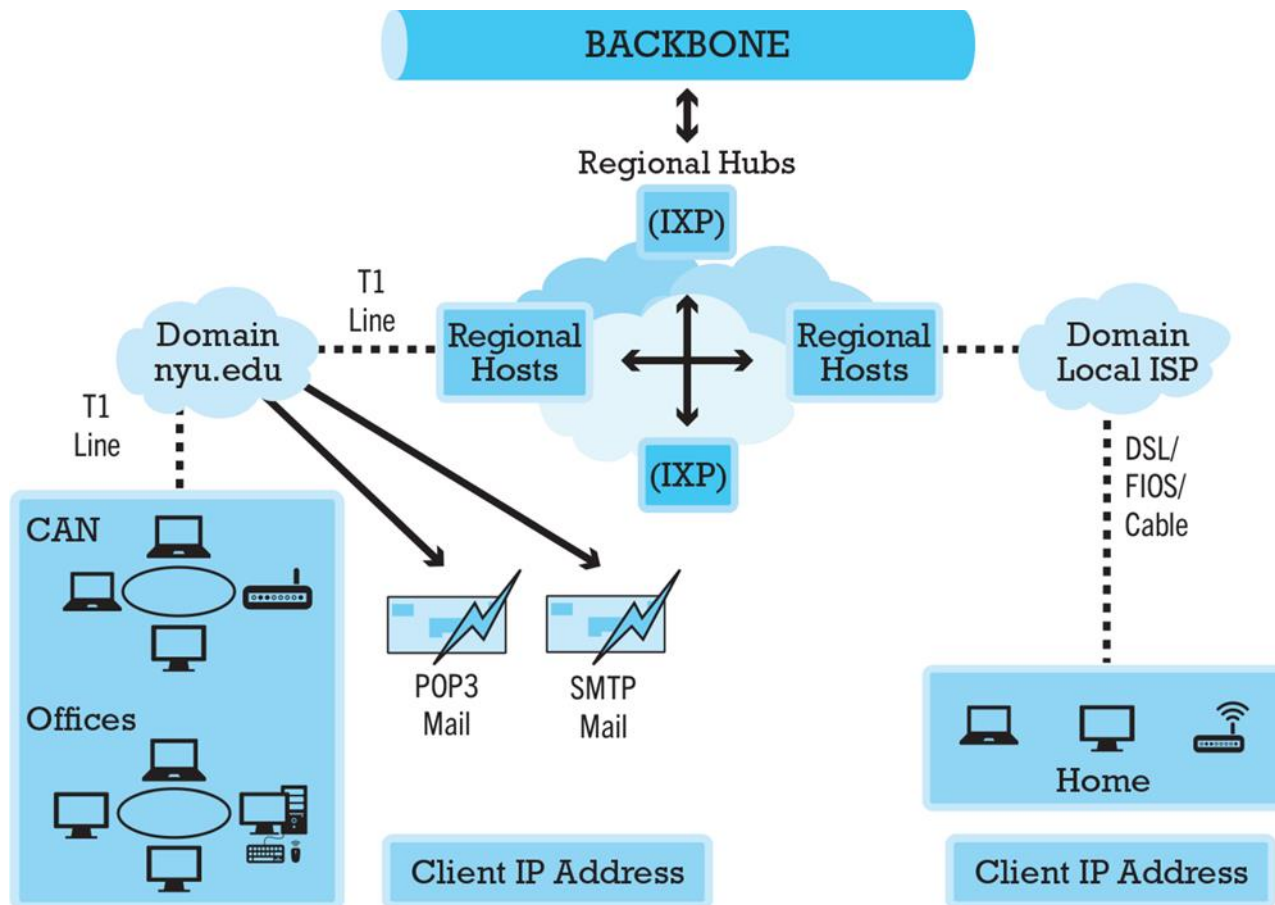 BACKBONE
Regional Hubs
(IXP)
T1
Line
Domain
nyu.edu
Regional
Hosts
Regional
Hosts
Domain
Local ISP
T1
Line
(IXP)
DSL/
FIOS/
Cable
CAN
POP3
Mail
SMTP
Mail
Offices
Home
Client IP Address
Client IP Address